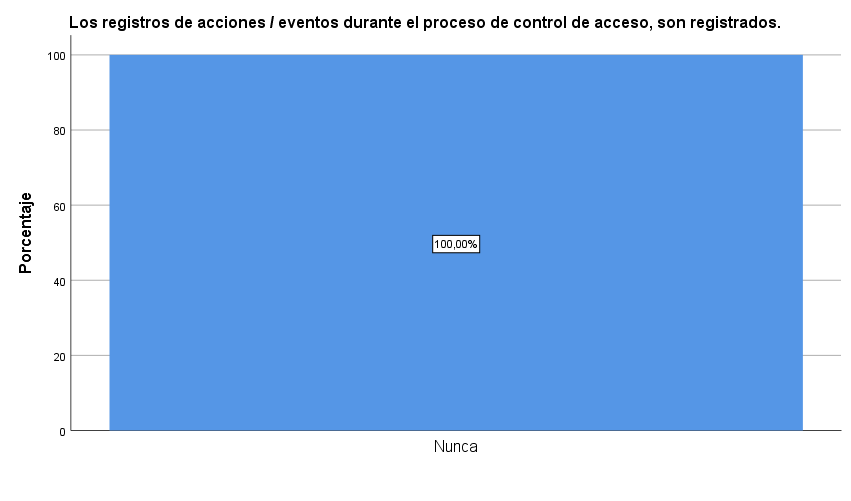 Los registros de acciones / eventos durante el proceso de control de acceso, son registrados.
100
80
60
40
20
0
Porcentaje
100,00%
Nunca